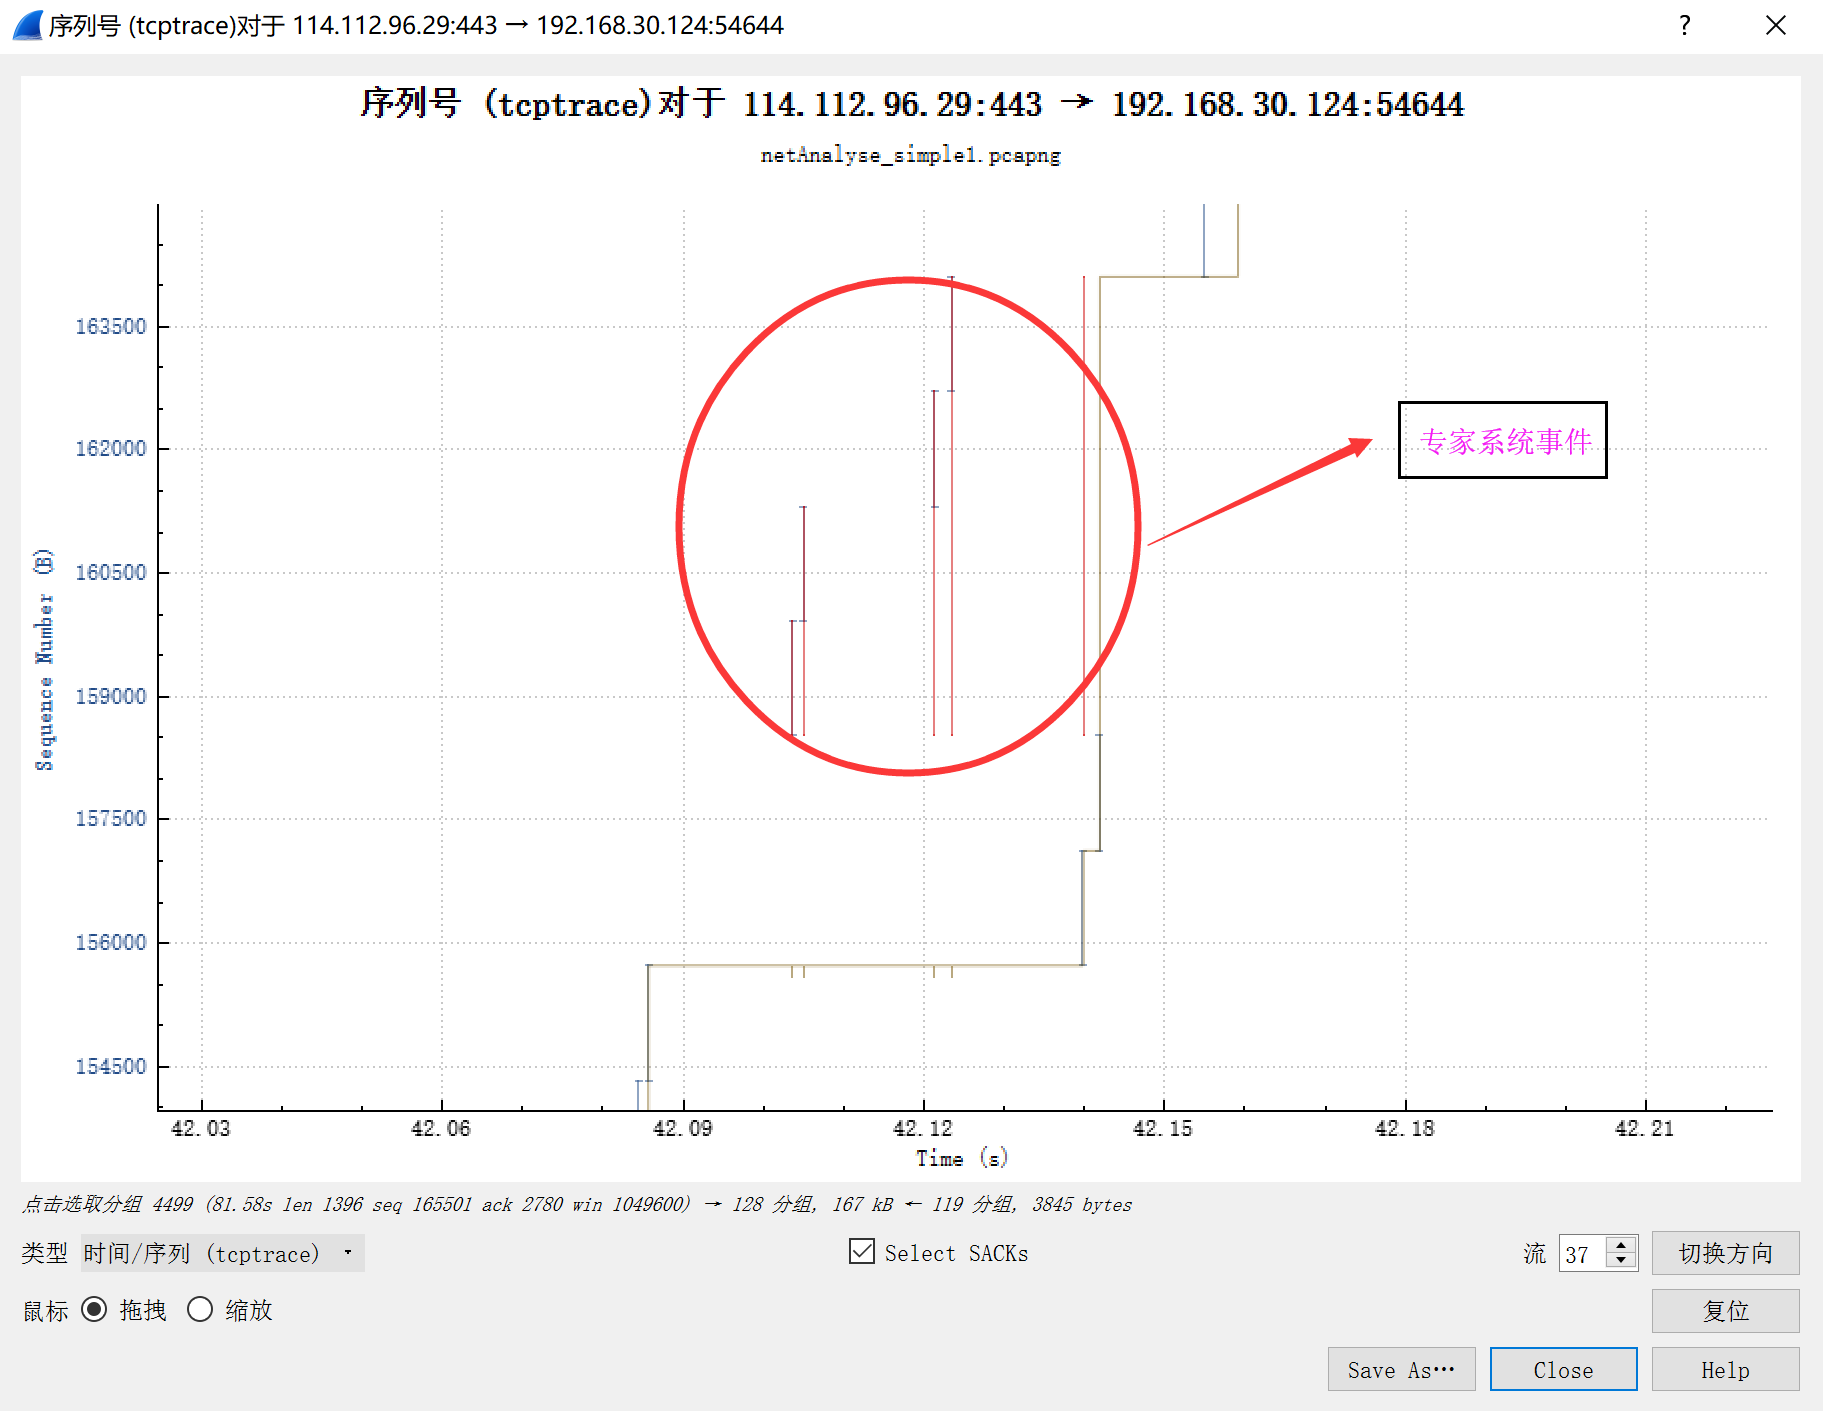 序列号 (tcptrace)对于 114.112.96.29:443 → 192.168.30.124:54644
?
序列号 (tcptrace)对于 114.112.96.29:443 → 192.168.30.124:54644
netAnalyse_simple1.pcapng
163500
162000
160500
159000
157500
156000
154500
Sequence Number (B)
专家系统事件
42.03 42.06 42.09 42.12 42.15 42.18 42.21
Time (s)
点击选取分组 4499 (81.58s len 1396 seq 165501 ack 2780 win 1049600) → 128 分组, 167 kB ← 119 分组, 3845 bytes
类型 时间/序列 (tcptrace) Select SACKs 流 37 切换方向
鼠标 拖拽 缩放 复位
Save As… Close Help